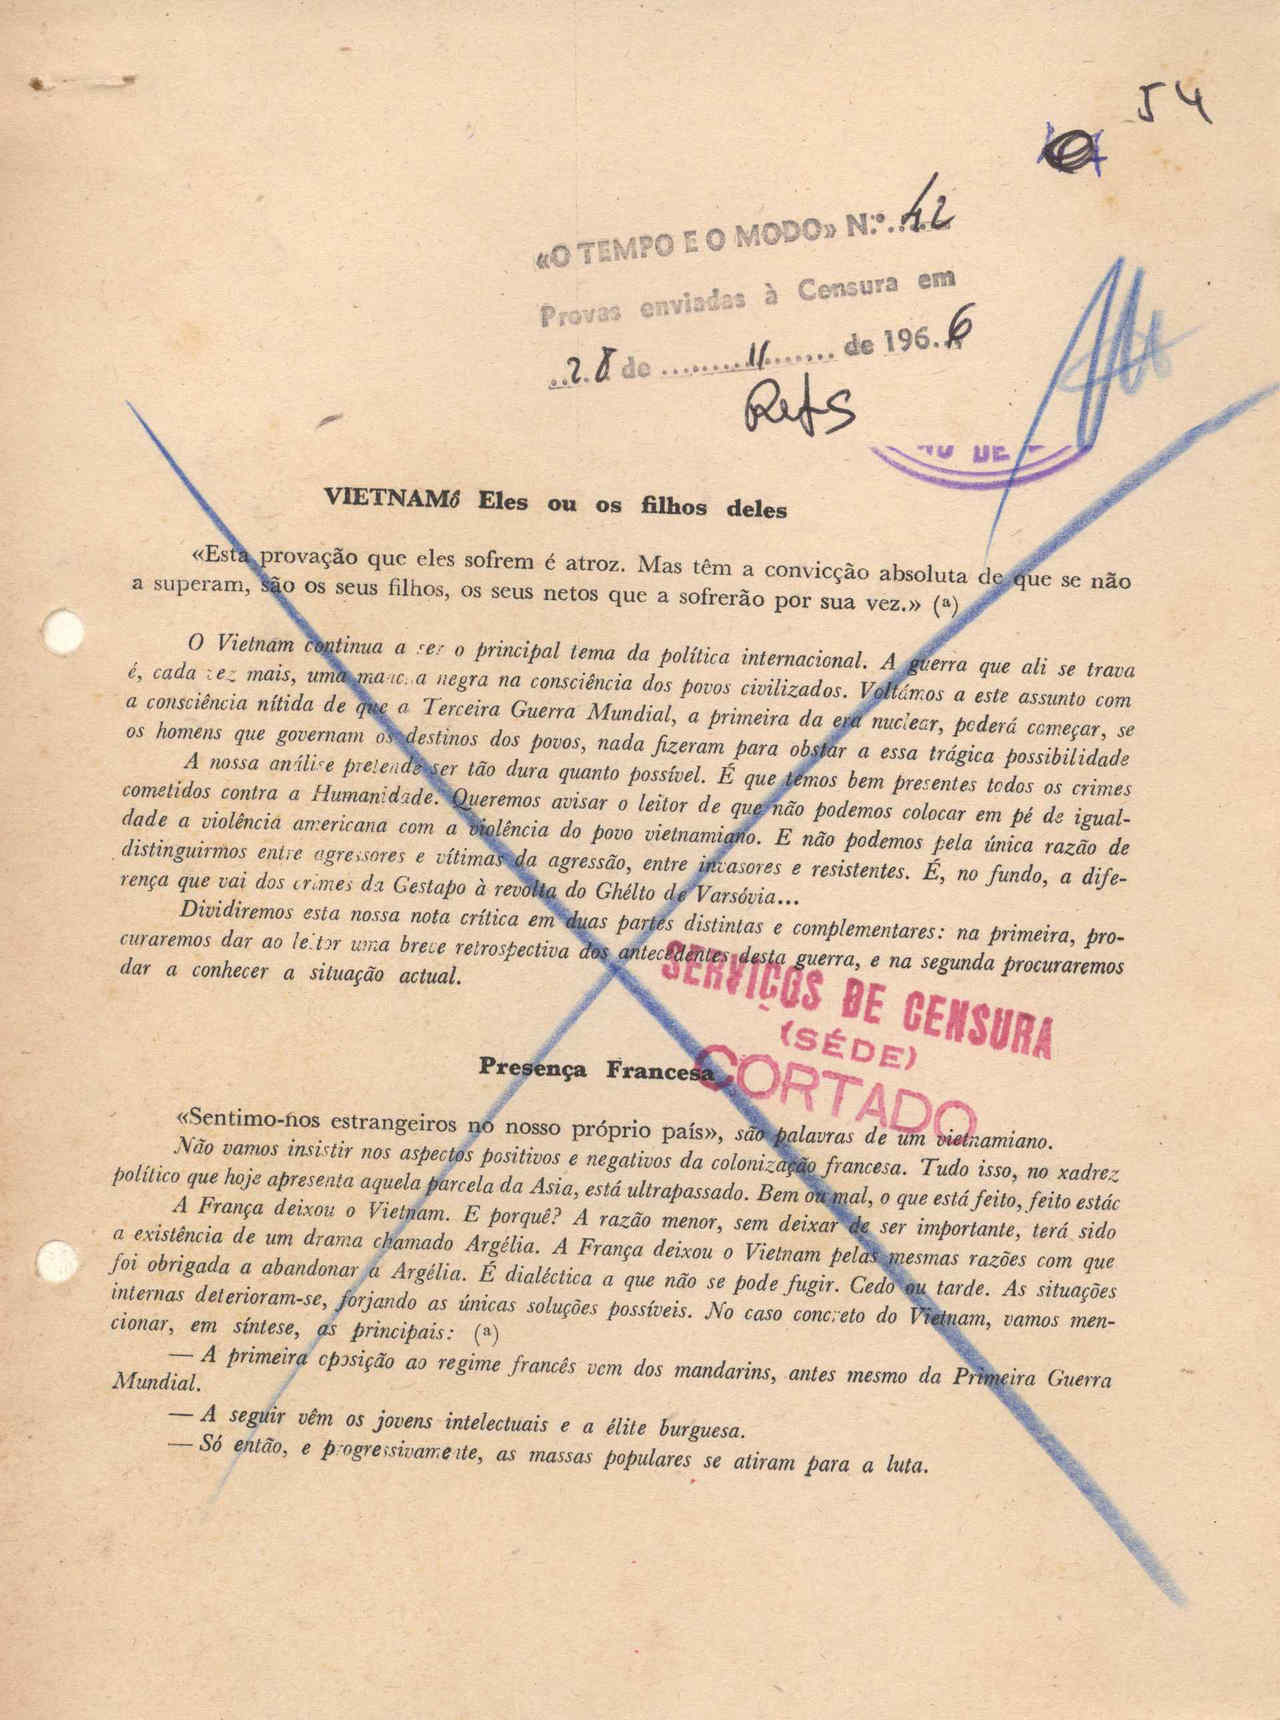 54
«O TEMPO E O MODO» N.º 42
Provas enviadas à Censura em
28 de 11 de 1966
VIETNAMó Eles ou os filhos deles
«Esta provação que eles sofrem é atroz. Mas têm a convicção absoluta de que se não
a superam, são os seus filhos, os seus netos que a sofrerão por sua vez.» (a)
O Vietnam continua a ser o principal tema da política internacional. A guerra que ali se trava
é, cada vez mais, uma mancha negra na consciência dos povos civilizados. Voltámos a este assunto com
a consciência nítida de que a Terceira Guerra Mundial, a primeira da era nuclear, poderá começar, se
os homens que governam os destinos dos povos, nada fizeram para obstar a essa trágica possibilidade
A nossa análise pretende ser tão dura quanto possível. É que temos bem presentes todos os crimes
cometidos contra a Humanidade. Queremos avisar o leitor de que não podemos colocar em pé de igual-
dade a violência americana com a violência do povo vietnamiano. E não podemos pela única razão de
distinguirmos entre agressores e vítimas da agressão, entre invasores e resistentes. É, no fundo, a dife-
rença que vai dos crimes da Gestapo à revolta do Ghélto de Varsóvia...
Dividiremos esta nossa nota crítica em duas partes distintas e complementares: na primeira, pro-
curaremos dar ao leitor uma breve retrospectiva dos antecedentes desta guerra, e na segunda procuraremos
dar a conhecer a situação actual.
SERVIÇOS DE CENSURA
(SÉDE)
CORTADO
Presença Francesa
«Sentimo-nos estrangeiros no nosso próprio país», são palavras de um vietnamiano.
Não vamos insistir nos aspectos positivos e negativos da colonização francesa. Tudo isso, no xadrez
político que hoje apresenta aquela parcela da Asia, está ultrapassado. Bem ou mal, o que está feito, feito estác
A França deixou o Vietnam. E porquê? A razão menor, sem deixar de ser importante, terá sido
a existência de um drama chamado Argélia. A França deixou o Vietnam pelas mesmas razões com que
foi obrigada a abandonar a Argélia. É dialéctica a que não se pode fugir. Cedo ou tarde. As situações
internas deterioram-se, forjando as únicas soluções possíveis. No caso concreto do Vietnam, vamos men-
cionar, em síntese, as principais: (a)
— A primeira oposição ao regime francês vem dos mandarins, antes mesmo da Primeira Guerra
Mundial.
— A seguir vêm os jovens intelectuais e a élite burguesa.
— Só então, e progressivamente, as massas populares se atiram para a luta.